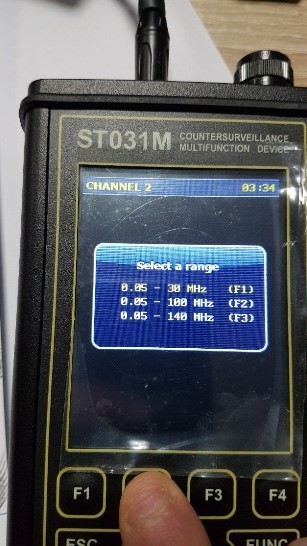 ST031M COUNTERSURVEILLANCE
MULTIFUNCTION DEVICE
CHANNEL 2 03:34
Select a range
0.05 - 30 MHz (F1)
0.05 - 100 MHz (F2)
0.05 - 140 MHz (F3)
F1 F3 F4
ESC FUNC